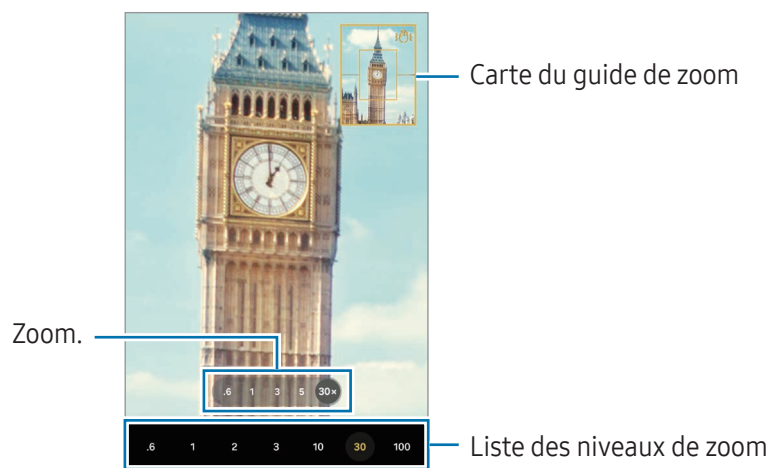 Carte du guide de zoom
Zoom.
.6 1 3 5 30×
.6 1 2 3 10 30 100
Liste des niveaux de zoom